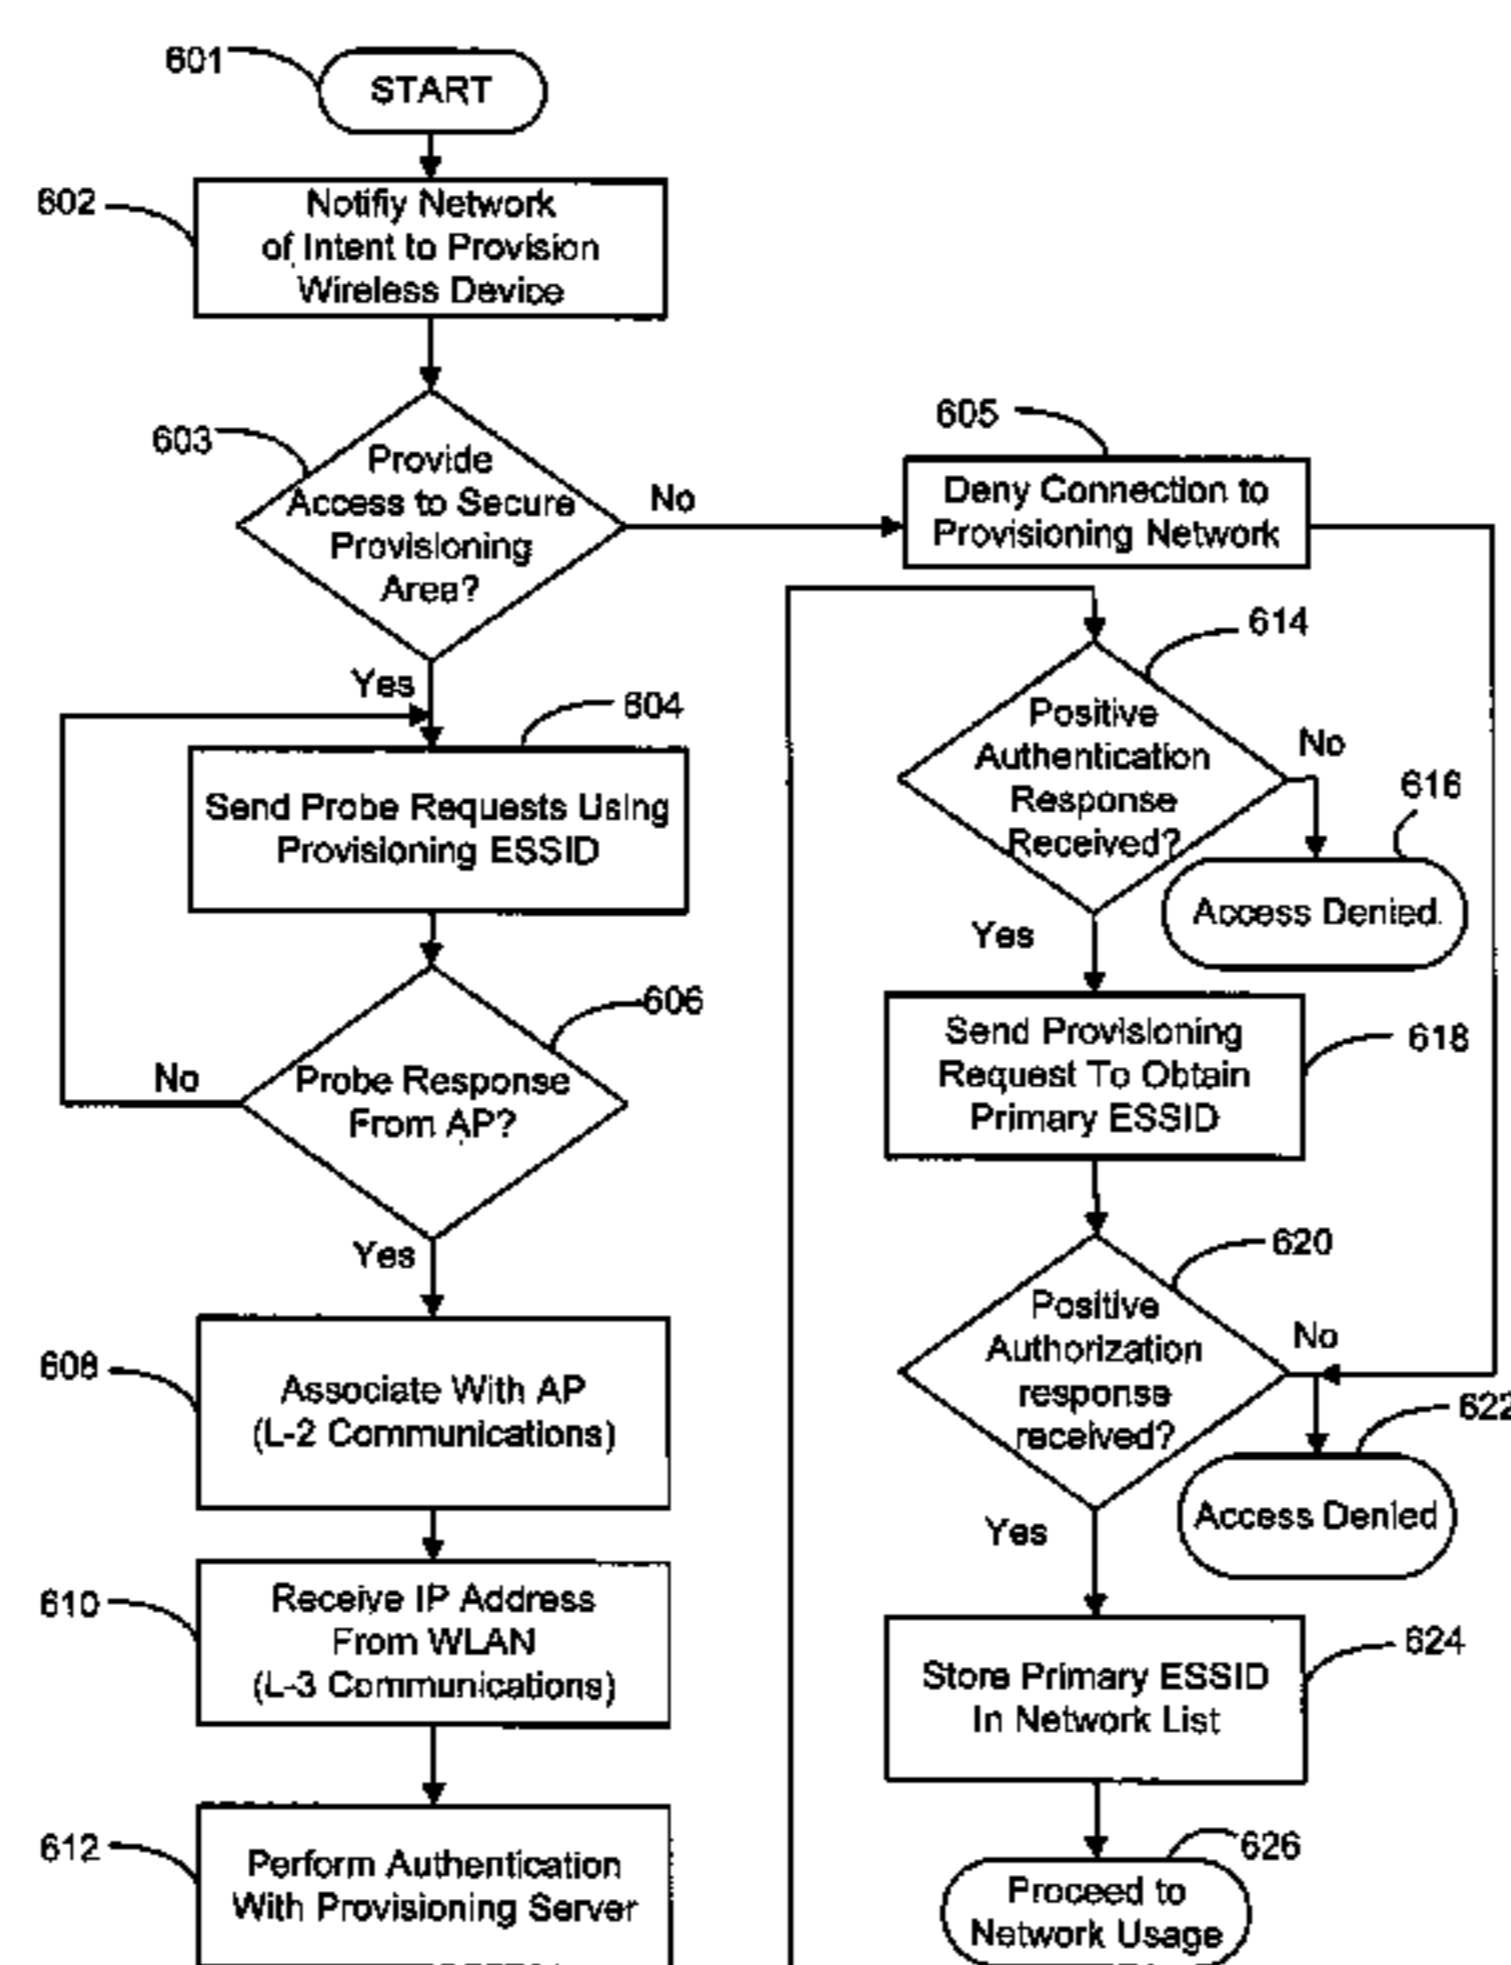 601
START
602
Notifiy Network
of Intent to Provision
Wireless Device
603
Provide
Access to Secure
Provisioning
Area?
No
Yes
605
Deny Connection to
Provisioning Network
604
Send Probe Requests Using
Provisioning ESSID
606
Probe Response
From AP?
No
Yes
608
Associate With AP
(L-2 Communications)
610
Receive IP Address
From WLAN
(L-3 Communications)
612
Perform Authentication
With Provisioning Server
614
Positive
Authentication
Response
Received?
No
Yes
616
Access Denied.
618
Send Provisioning
Request To Obtain
Primary ESSID
620
Positive
Authorization
response
received?
No
Yes
622
Access Denied
624
Store Primary ESSID
In Network List
626
Proceed to
Network Usage